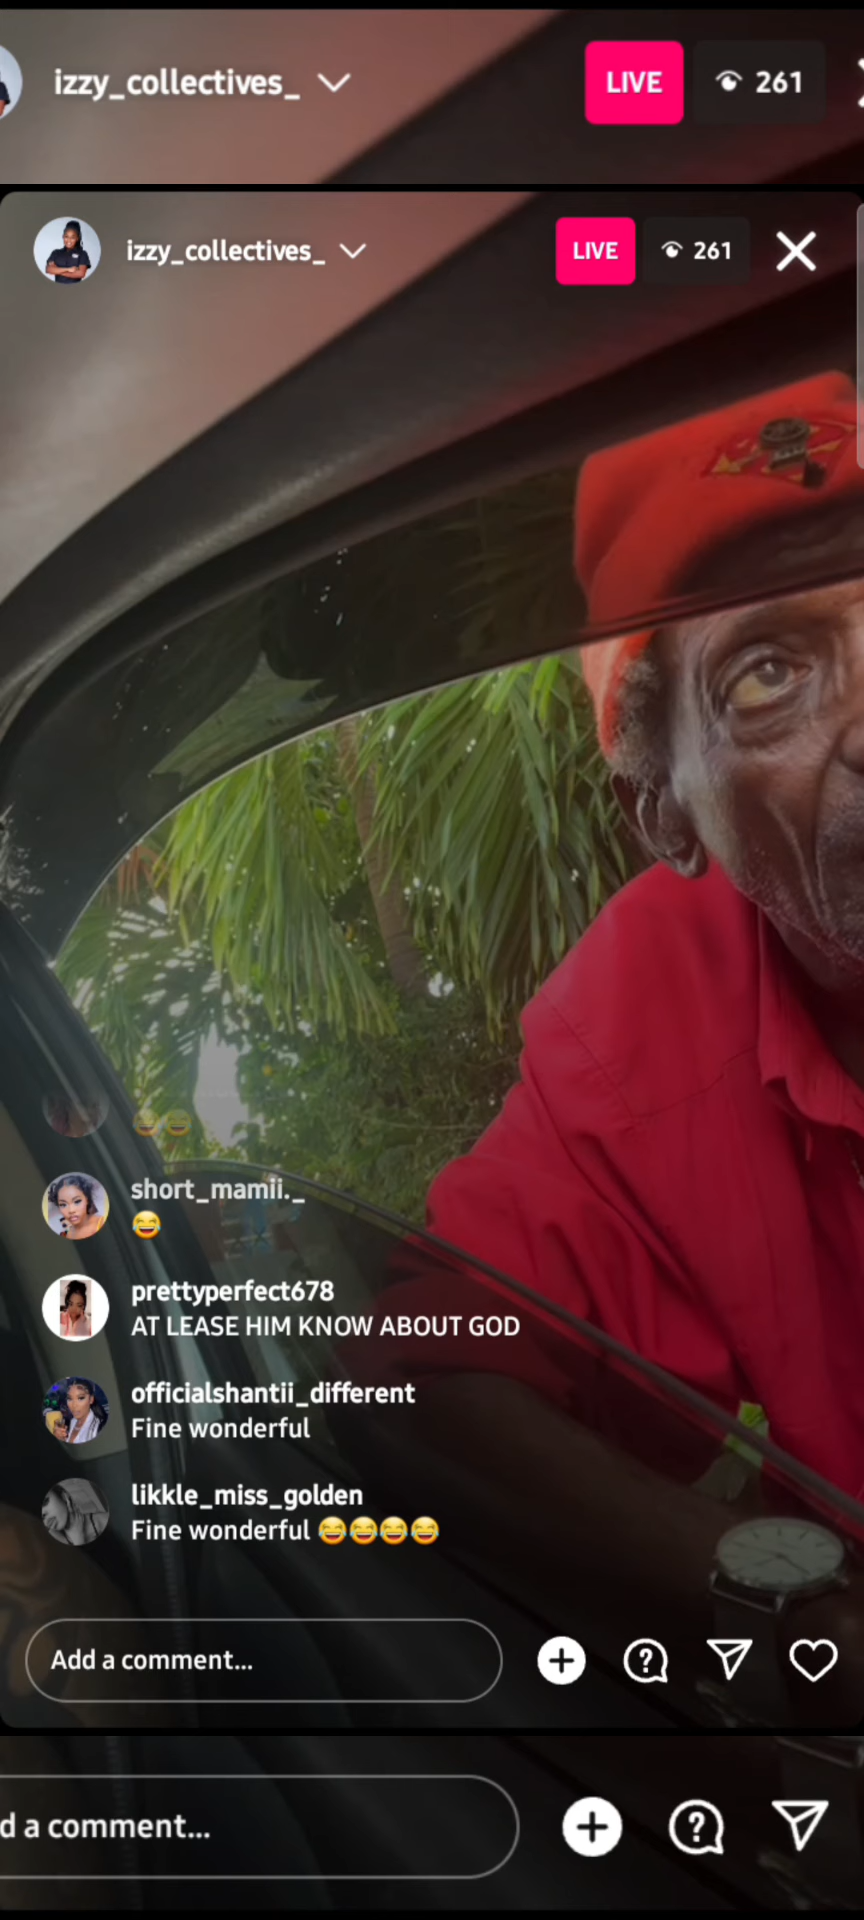 izzy_collectives_
LIVE 261
izzy_collectives_
LIVE 261
short_mamii._
😂
prettyperfect678
AT LEASE HIM KNOW ABOUT GOD
officialshantii_different
Fine wonderful
likkle_miss_golden
Fine wonderful 😂😂😂😂
Add a comment...
d a comment...